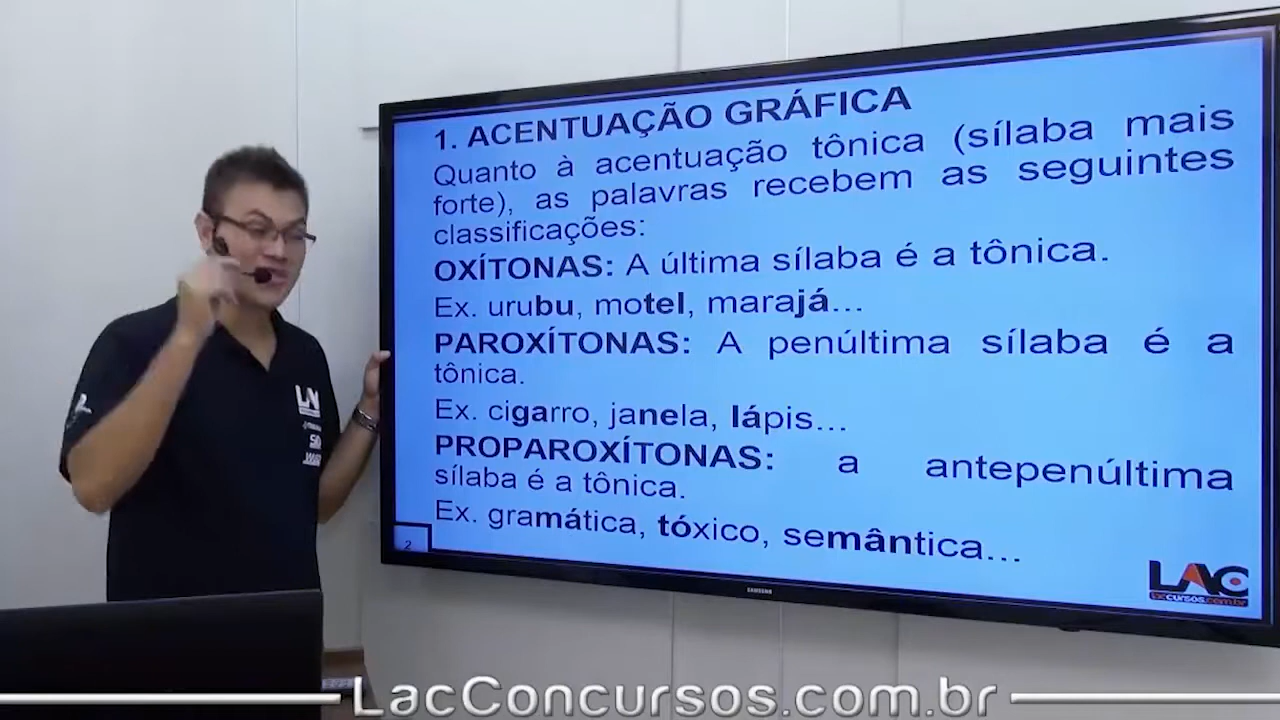 1. ACENTUAÇÃO GRÁFICA
Quanto à acentuação tônica (sílaba mais
forte), as palavras recebem as seguintes
classificações:
OXÍTONAS: A última sílaba é a tônica.
Ex. urubu, motel, marajá...
PAROXÍTONAS: A penúltima sílaba é a
tônica.
Ex. cigarro, janela, lápis...
PROPAROXÍTONAS: a antepenúltima
sílaba é a tônica.
Ex. gramática, tóxico, semântica...
2
LAC
laccursos.com.br
SAMSUNG
LAC
LacConcursos.com.br